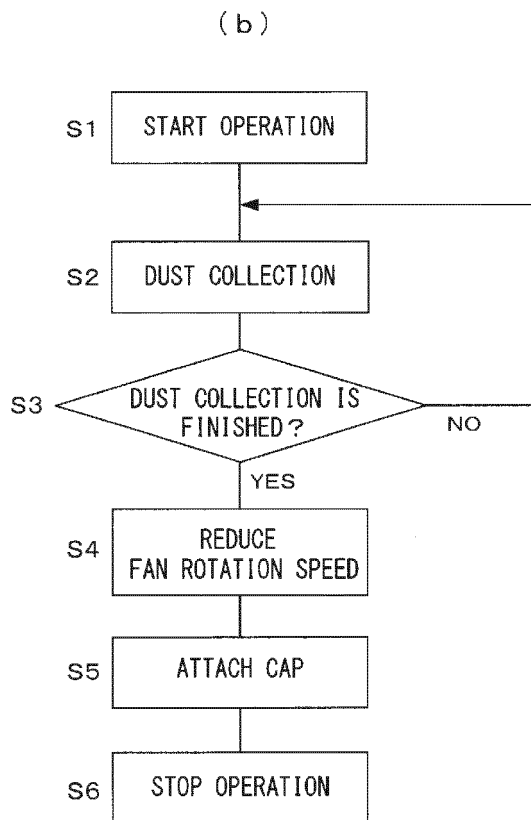 (b)
S1
START OPERATION
S2
DUST COLLECTION
S3
DUST COLLECTION IS
FINISHED?
NO
YES
S4
REDUCE
FAN ROTATION SPEED
S5
ATTACH CAP
S6
STOP OPERATION